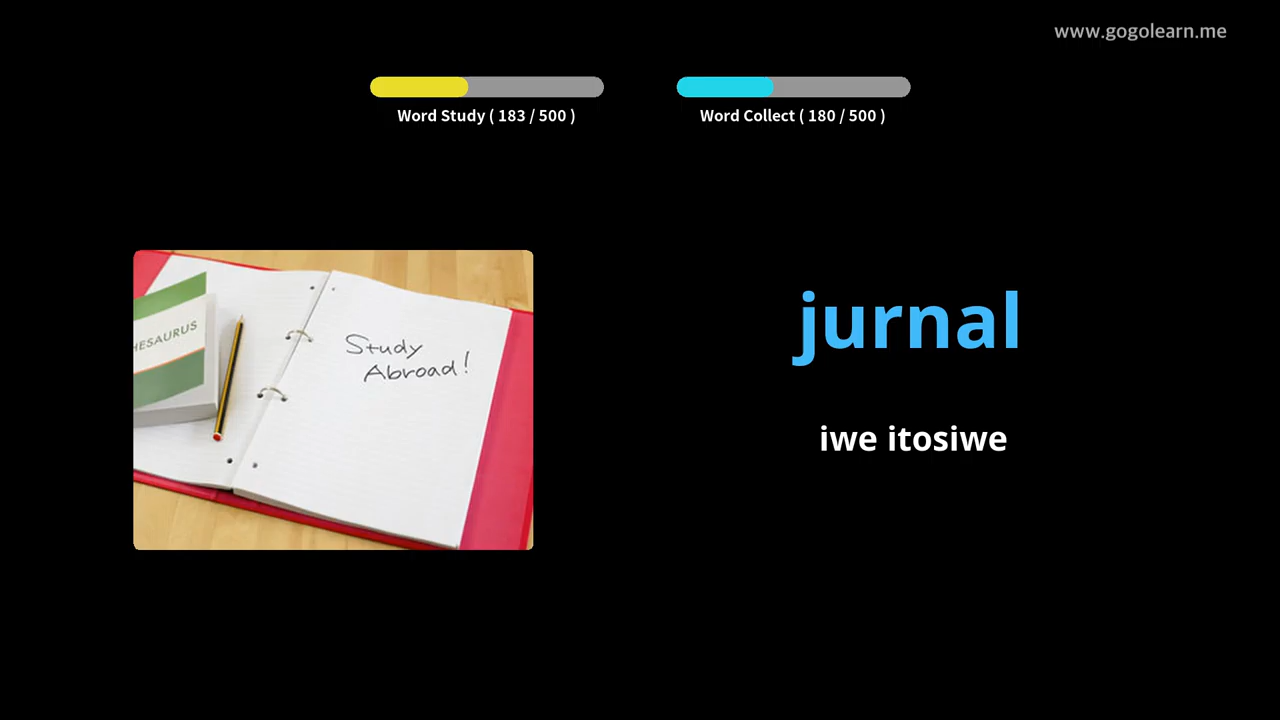 www.gogolearn.me
Word Study ( 183 / 500 )
Word Collect ( 180 / 500 )
HESAURUS
Study
Abroad!
jurnal
iwe itosiwe